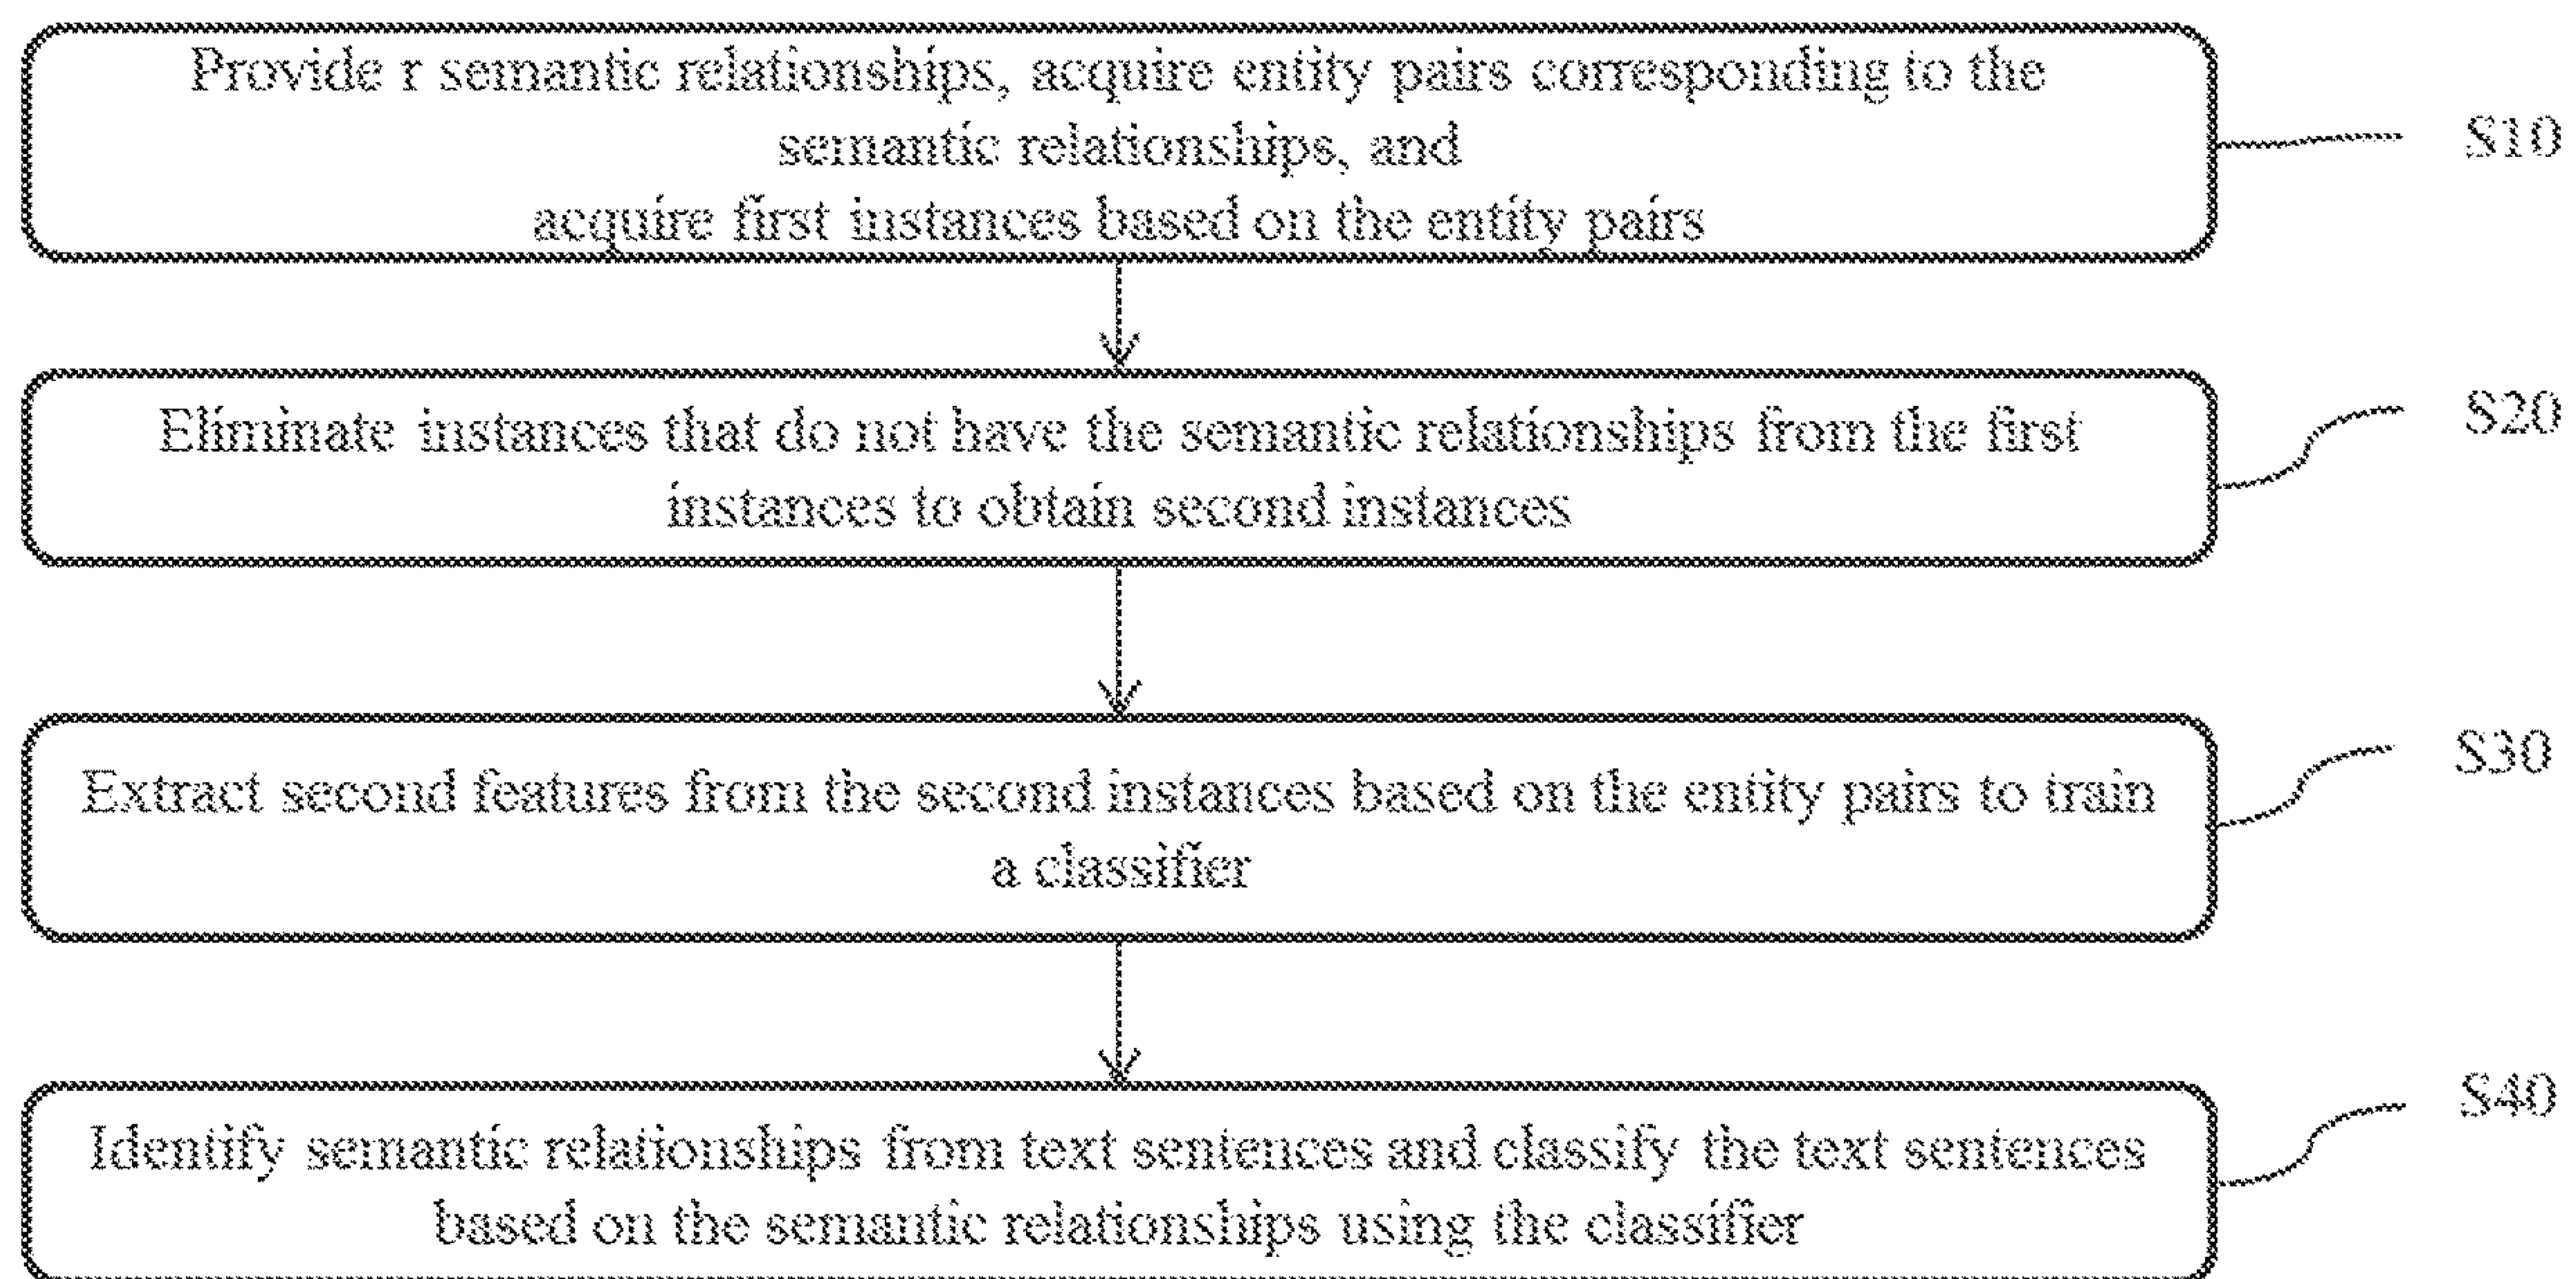 Provide r semantic relationships, acquire entity pairs corresponding to the
semantic relationships, and
acquire first instances based on the entity pairs
S10
Eliminate instances that do not have the semantic relationships from the first
instances to obtain second instances
S20
Extract second features from the second instances based on the entity pairs to train
a classifier
S30
Identify semantic relationships from text sentences and classify the text sentences
based on the semantic relationships using the classifier
S40